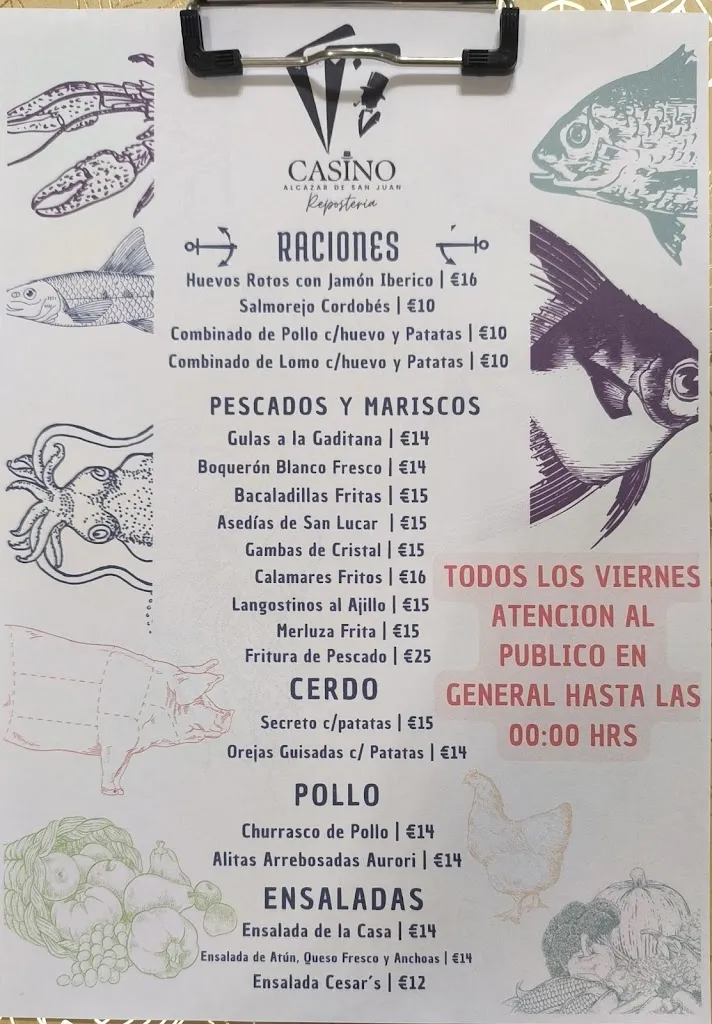 CASINO
ALCAZAR DE SAN JUAN
Repostería
RACIONES
Huevos Rotos con Jamón Iberico | €16
Salmorejo Cordobés | €10
Combinado de Pollo c/huevo y Patatas | €10
Combinado de Lomo c/huevo y Patatas | €10
PESCADOS Y MARISCOS
Gulas a la Gaditana | €14
Boquerón Blanco Fresco | €14
Bacaladillas Fritas | €15
Asedías de San Lucar | €15
Gambas de Cristal | €15
Calamares Fritos | €16
Langostinos al Ajillo | €15
Merluza Frita | €15
Fritura de Pescado | €25
TODOS LOS VIERNES
ATENCION AL
PUBLICO EN
GENERAL HASTA LAS
00:00 HRS
CERDO
Secreto c/patatas | €15
Orejas Guisadas c/ Patatas | €14
POLLO
Churrasco de Pollo | €14
Alitas Arrebosadas Aurori | €14
ENSALADAS
Ensalada de la Casa | €14
Ensalada de Atún, Queso Fresco y Anchoas | €14
Ensalada Cesar´s | €12